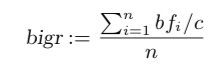 bigr := \frac{\sum_{i=1}^{n} bf_i/c}{n}